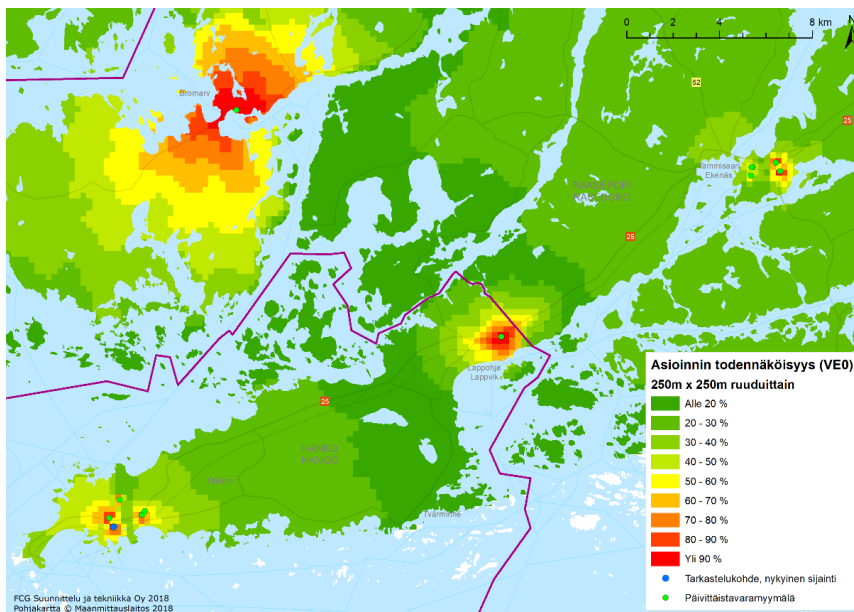 0 2 4 8 km
N
Bromarv
52
25
Tammisaari
Ekenäs
RAASEPORI
RASEBORG
25
Lappohja
Lappvik
25
HANKO
HANGÖ
Tvärminne
Asioinnin todennäköisyys (VE0)
250m x 250m ruuduittain
Alle 20 %
20 - 30 %
30 - 40 %
40 - 50 %
50 - 60 %
60 - 70 %
70 - 80 %
80 - 90 %
Yli 90 %
Tarkastelukohde, nykyinen sijainti
Päivittäistavaramyymälä
FCG Suunnittelu ja tekniikka Oy 2018
Pohjakartta © Maanmittauslaitos 2018